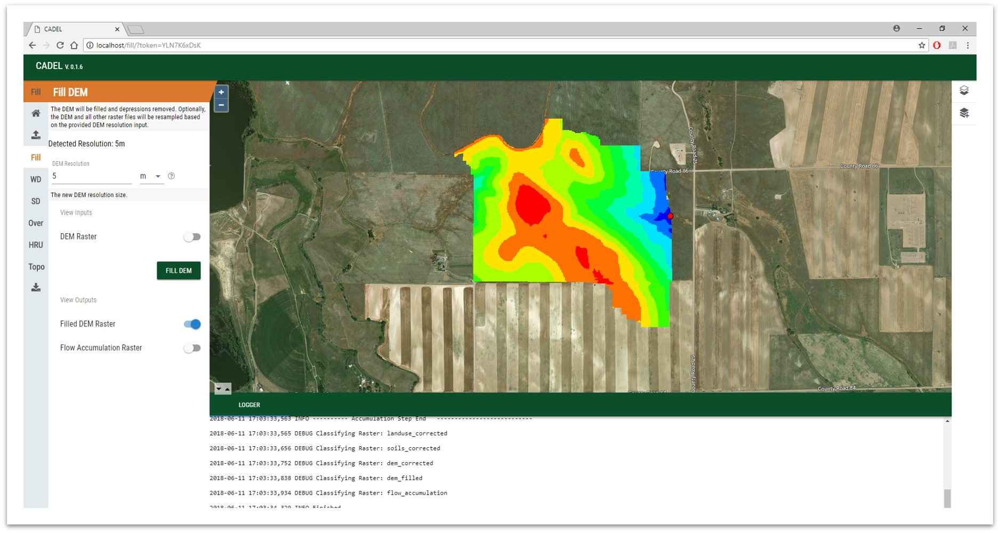 CADEL
localhost/fill/?token=YLN7K6xDsK
CADEL V. 0.1.6
Fill
Fill DEM
The DEM will be filled and depressions removed. Optionally,
the DEM and all other raster files will be resampled based
on the provided DEM resolution input.
Detected Resolution: 5m
Fill
DEM Resolution
5
m
WD
The new DEM resolution size.
SD
View Inputs
Over
DEM Raster
HRU
Topo
FILL DEM
View Outputs
Filled DEM Raster
Flow Accumulation Raster
+
−
County Road 25
County Road 86
County Road 86
County Road 25
County Road 84
County Road 84
LOGGER
2018-06-11 17:03:33,563 INFO ---------- Accumulation Step End ---------------------------
2018-06-11 17:03:33,565 DEBUG Classifying Raster: landuse_corrected
2018-06-11 17:03:33,656 DEBUG Classifying Raster: soils_corrected
2018-06-11 17:03:33,752 DEBUG Classifying Raster: dem_corrected
2018-06-11 17:03:33,838 DEBUG Classifying Raster: dem_filled
2018-06-11 17:03:33,934 DEBUG Classifying Raster: flow_accumulation
2018-06-11 17:03:34,329 INFO Finished